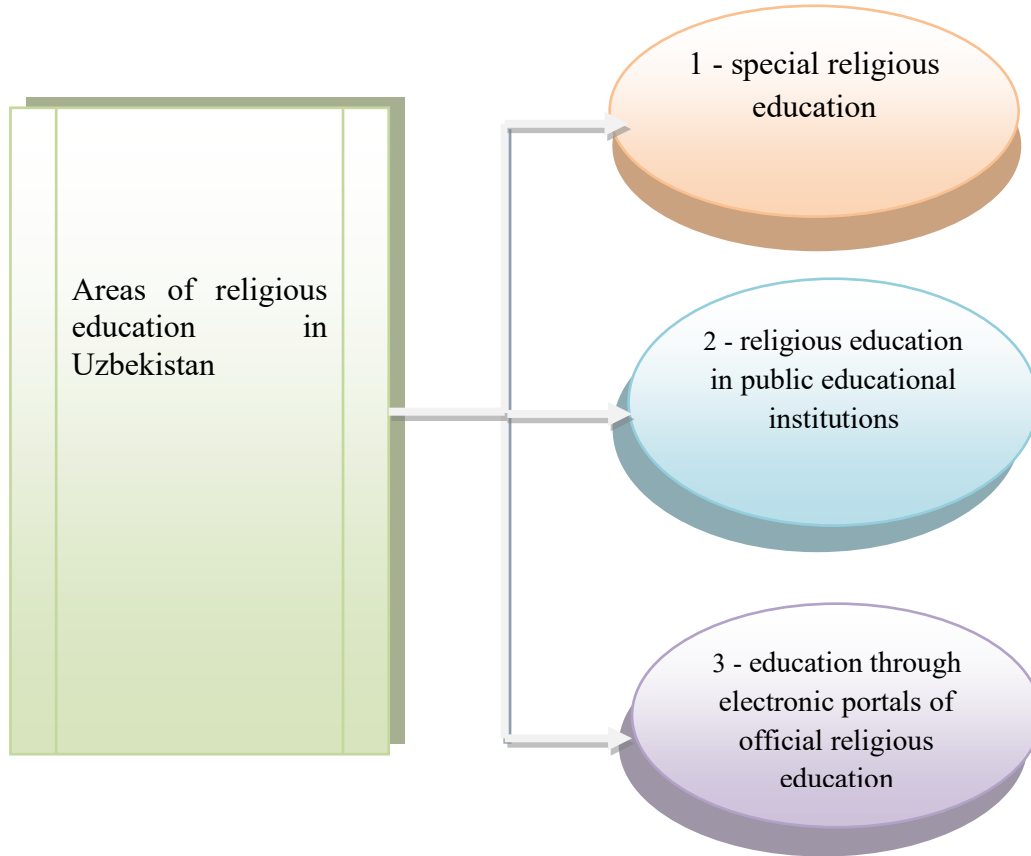 Areas of religious
education in
Uzbekistan
1 - special religious
education
2 - religious education
in public educational
institutions
3 - education through
electronic portals of
official religious
education